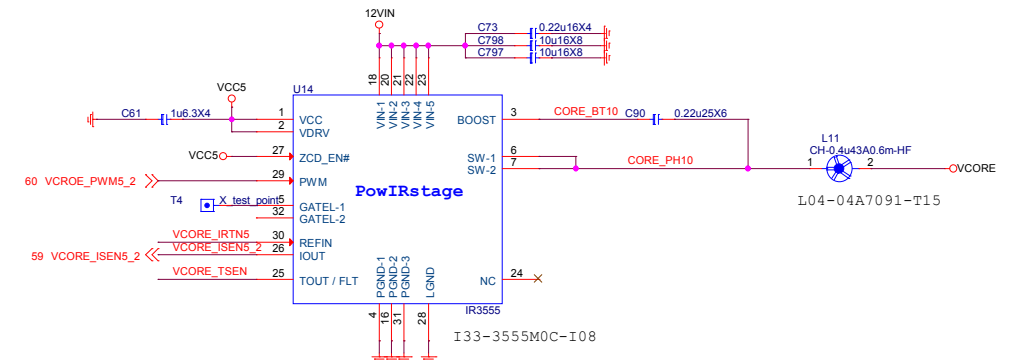 12VIN
C73 0.22u16X4
C798 10u16X8
C797 10u16X8
18 20 21 22 23
VCC5
U14
C61 1u6.3X4
VIN-1 VIN-2 VIN-3 VIN-4 VIN-5
1 VCC
2 VDRV
BOOST 3 CORE_BT10 C90 0.22u25X6
VCC5 27 ZCD_EN#
SW-1 6
SW-2 7 CORE_PH10
L11
CH-0.4u43A0.6m-HF
1 2 VCORE
L04-04A7091-T15
60 VCROE_PWM5_2 29 PWM
PowIRstage
T4 X_test_point 5 GATEL-1
32 GATEL-2
VCORE_IRTN5 30 REFIN
59 VCORE_ISEN5_2 VCORE_ISEN5_2 26 IOUT
VCORE_TSEN 25 TOUT / FLT
NC 24
PGND-1 PGND-2 PGND-3 LGND
4 16 31 28
IR3555
I33-3555M0C-I08